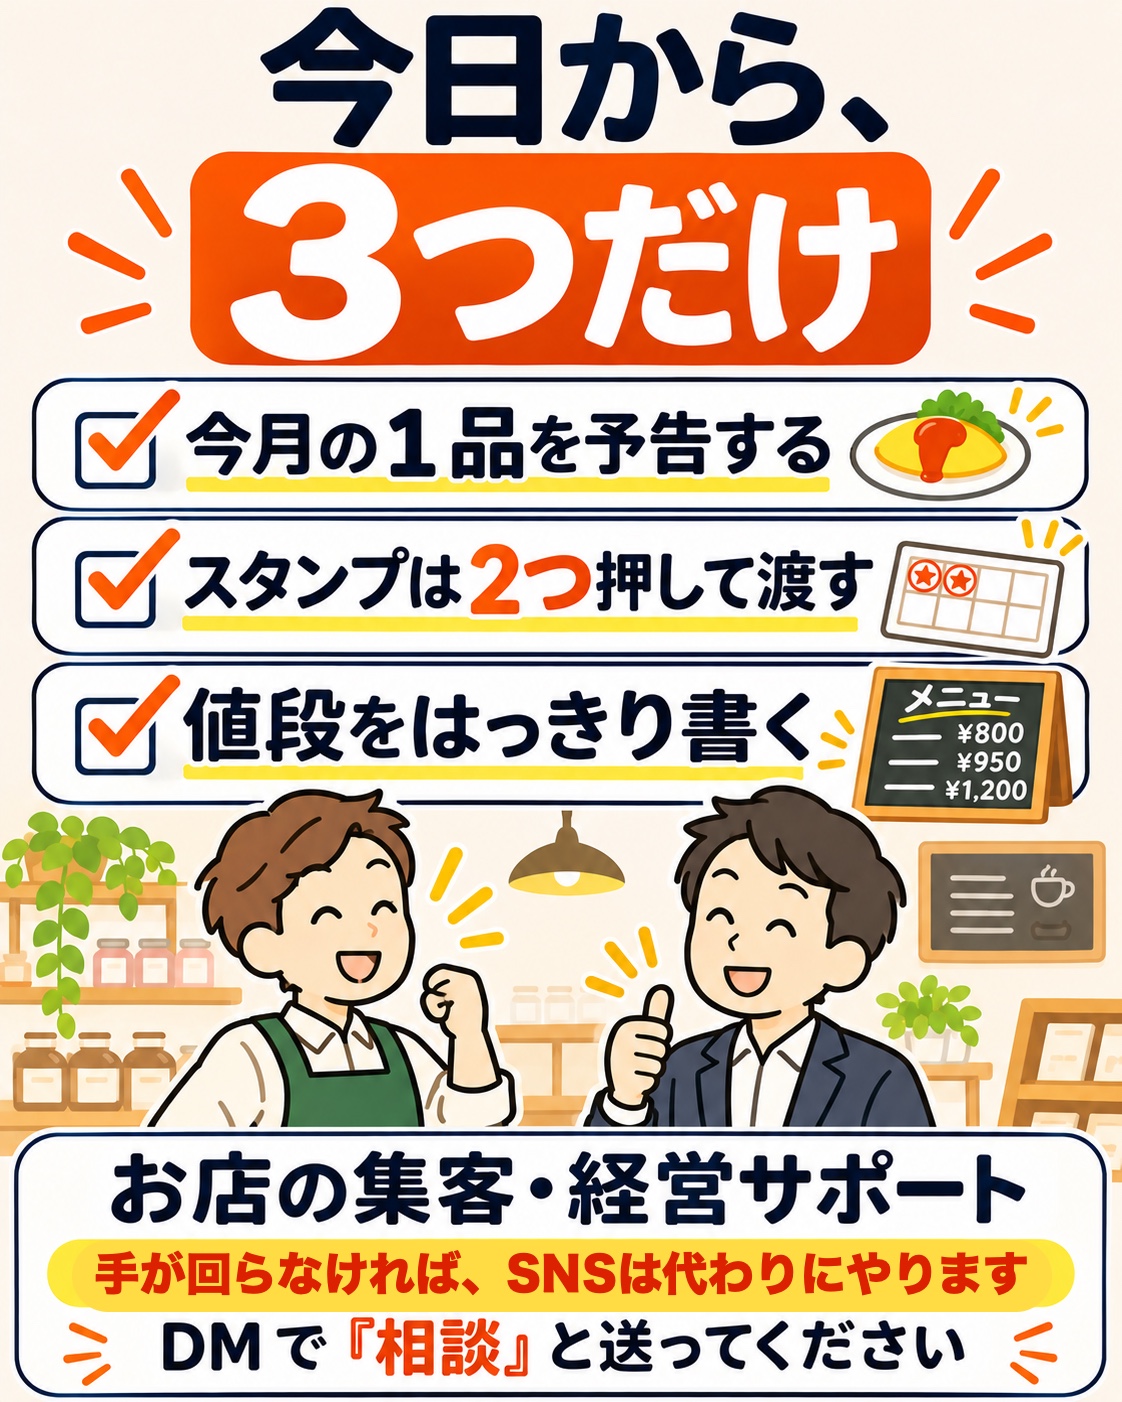 今日から、
3つだけ
今月の1品を予告する
スタンプは2つ押して渡す
値段をはっきり書く
メニュー
¥800
¥950
¥1,200
お店の集客・経営サポート
手が回らなければ、SNSは代わりにやります
DMで『相談』と送ってください